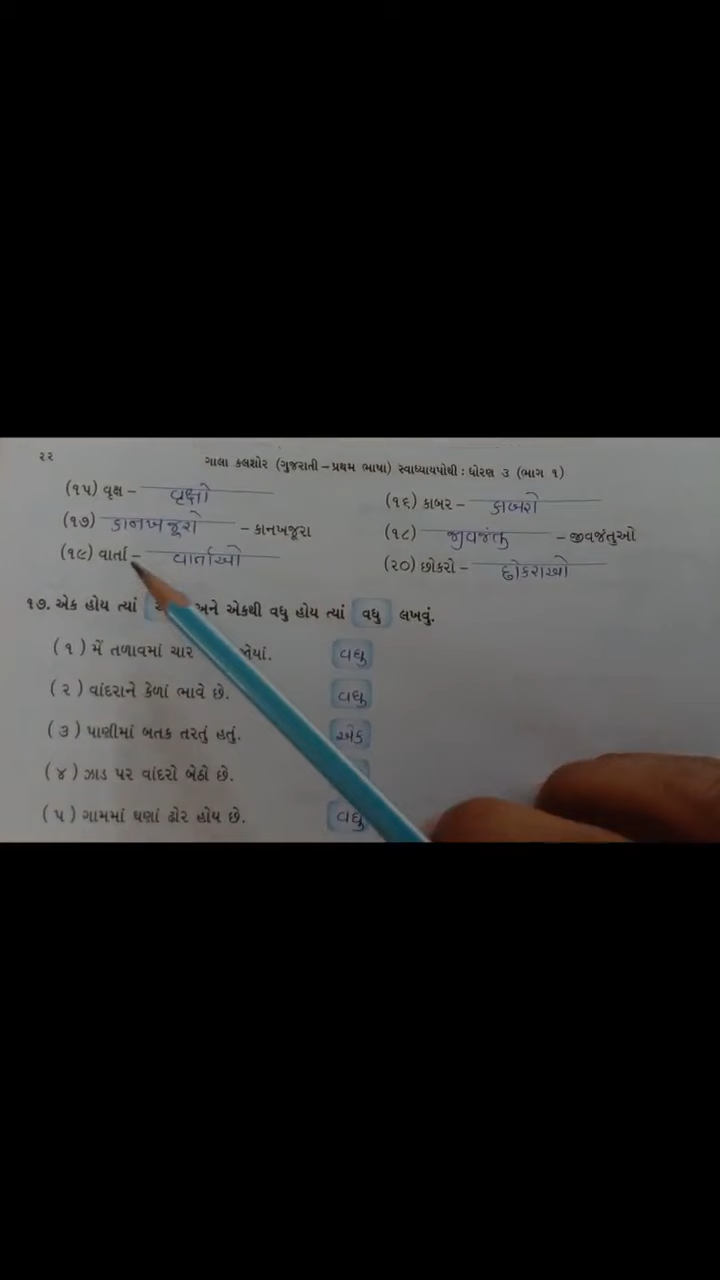 ૨૨
ગાલા કલશોર (ગુજરાતી – પ્રથમ ભાષા) સ્વાધ્યાયપોથી : ધોરણ ૩ (ભાગ ૧)
(૧૫) વૃક્ષ – વૃક્ષો (૧૬) કાબર – કાબરો
(૧૭) કાનખજૂરો – કાનખજૂરા (૧૮) જીવજંતુ – જીવજંતુઓ
(૧૯) વાર્તા – વાર્તાઓ (૨૦) છોકરો – છોકરાઓ
૧૭. એક હોય ત્યાં અને એકથી વધુ હોય ત્યાં વધુ લખવું.
(૧) મેં તળાવમાં ચાર જોયાં. વધુ
(૨) વાંદરાને કેળાં ભાવે છે. વધુ
(૩) પાણીમાં બતક તરતું હતું. એક
(૪) ઝાડ પર વાંદરો બેઠો છે.
(૫) ગામમાં ઘણાં ઢોર હોય છે. વધુ